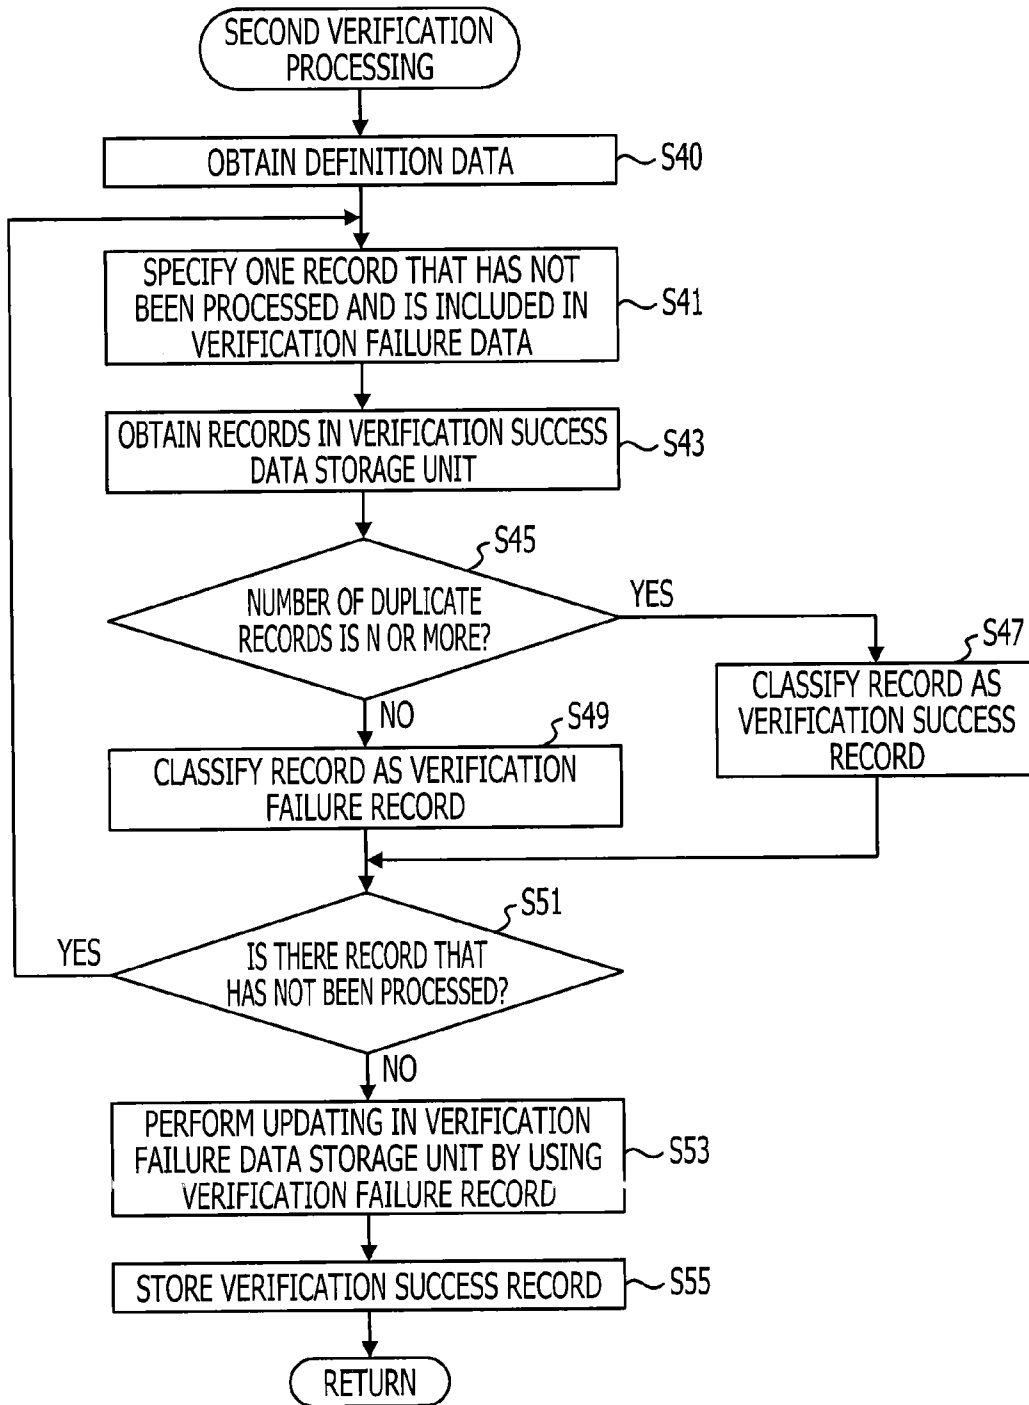 SECOND VERIFICATION
PROCESSING
OBTAIN DEFINITION DATA
S40
SPECIFY ONE RECORD THAT HAS NOT
BEEN PROCESSED AND IS INCLUDED IN
VERIFICATION FAILURE DATA
S41
OBTAIN RECORDS IN VERIFICATION SUCCESS
DATA STORAGE UNIT
S43
S45
NUMBER OF DUPLICATE
RECORDS IS N OR MORE?
YES
NO
S47
CLASSIFY RECORD AS
VERIFICATION SUCCESS
RECORD
S49
CLASSIFY RECORD AS VERIFICATION
FAILURE RECORD
S51
YES
IS THERE RECORD THAT
HAS NOT BEEN PROCESSED?
NO
PERFORM UPDATING IN VERIFICATION
FAILURE DATA STORAGE UNIT BY USING
VERIFICATION FAILURE RECORD
S53
STORE VERIFICATION SUCCESS RECORD
S55
RETURN